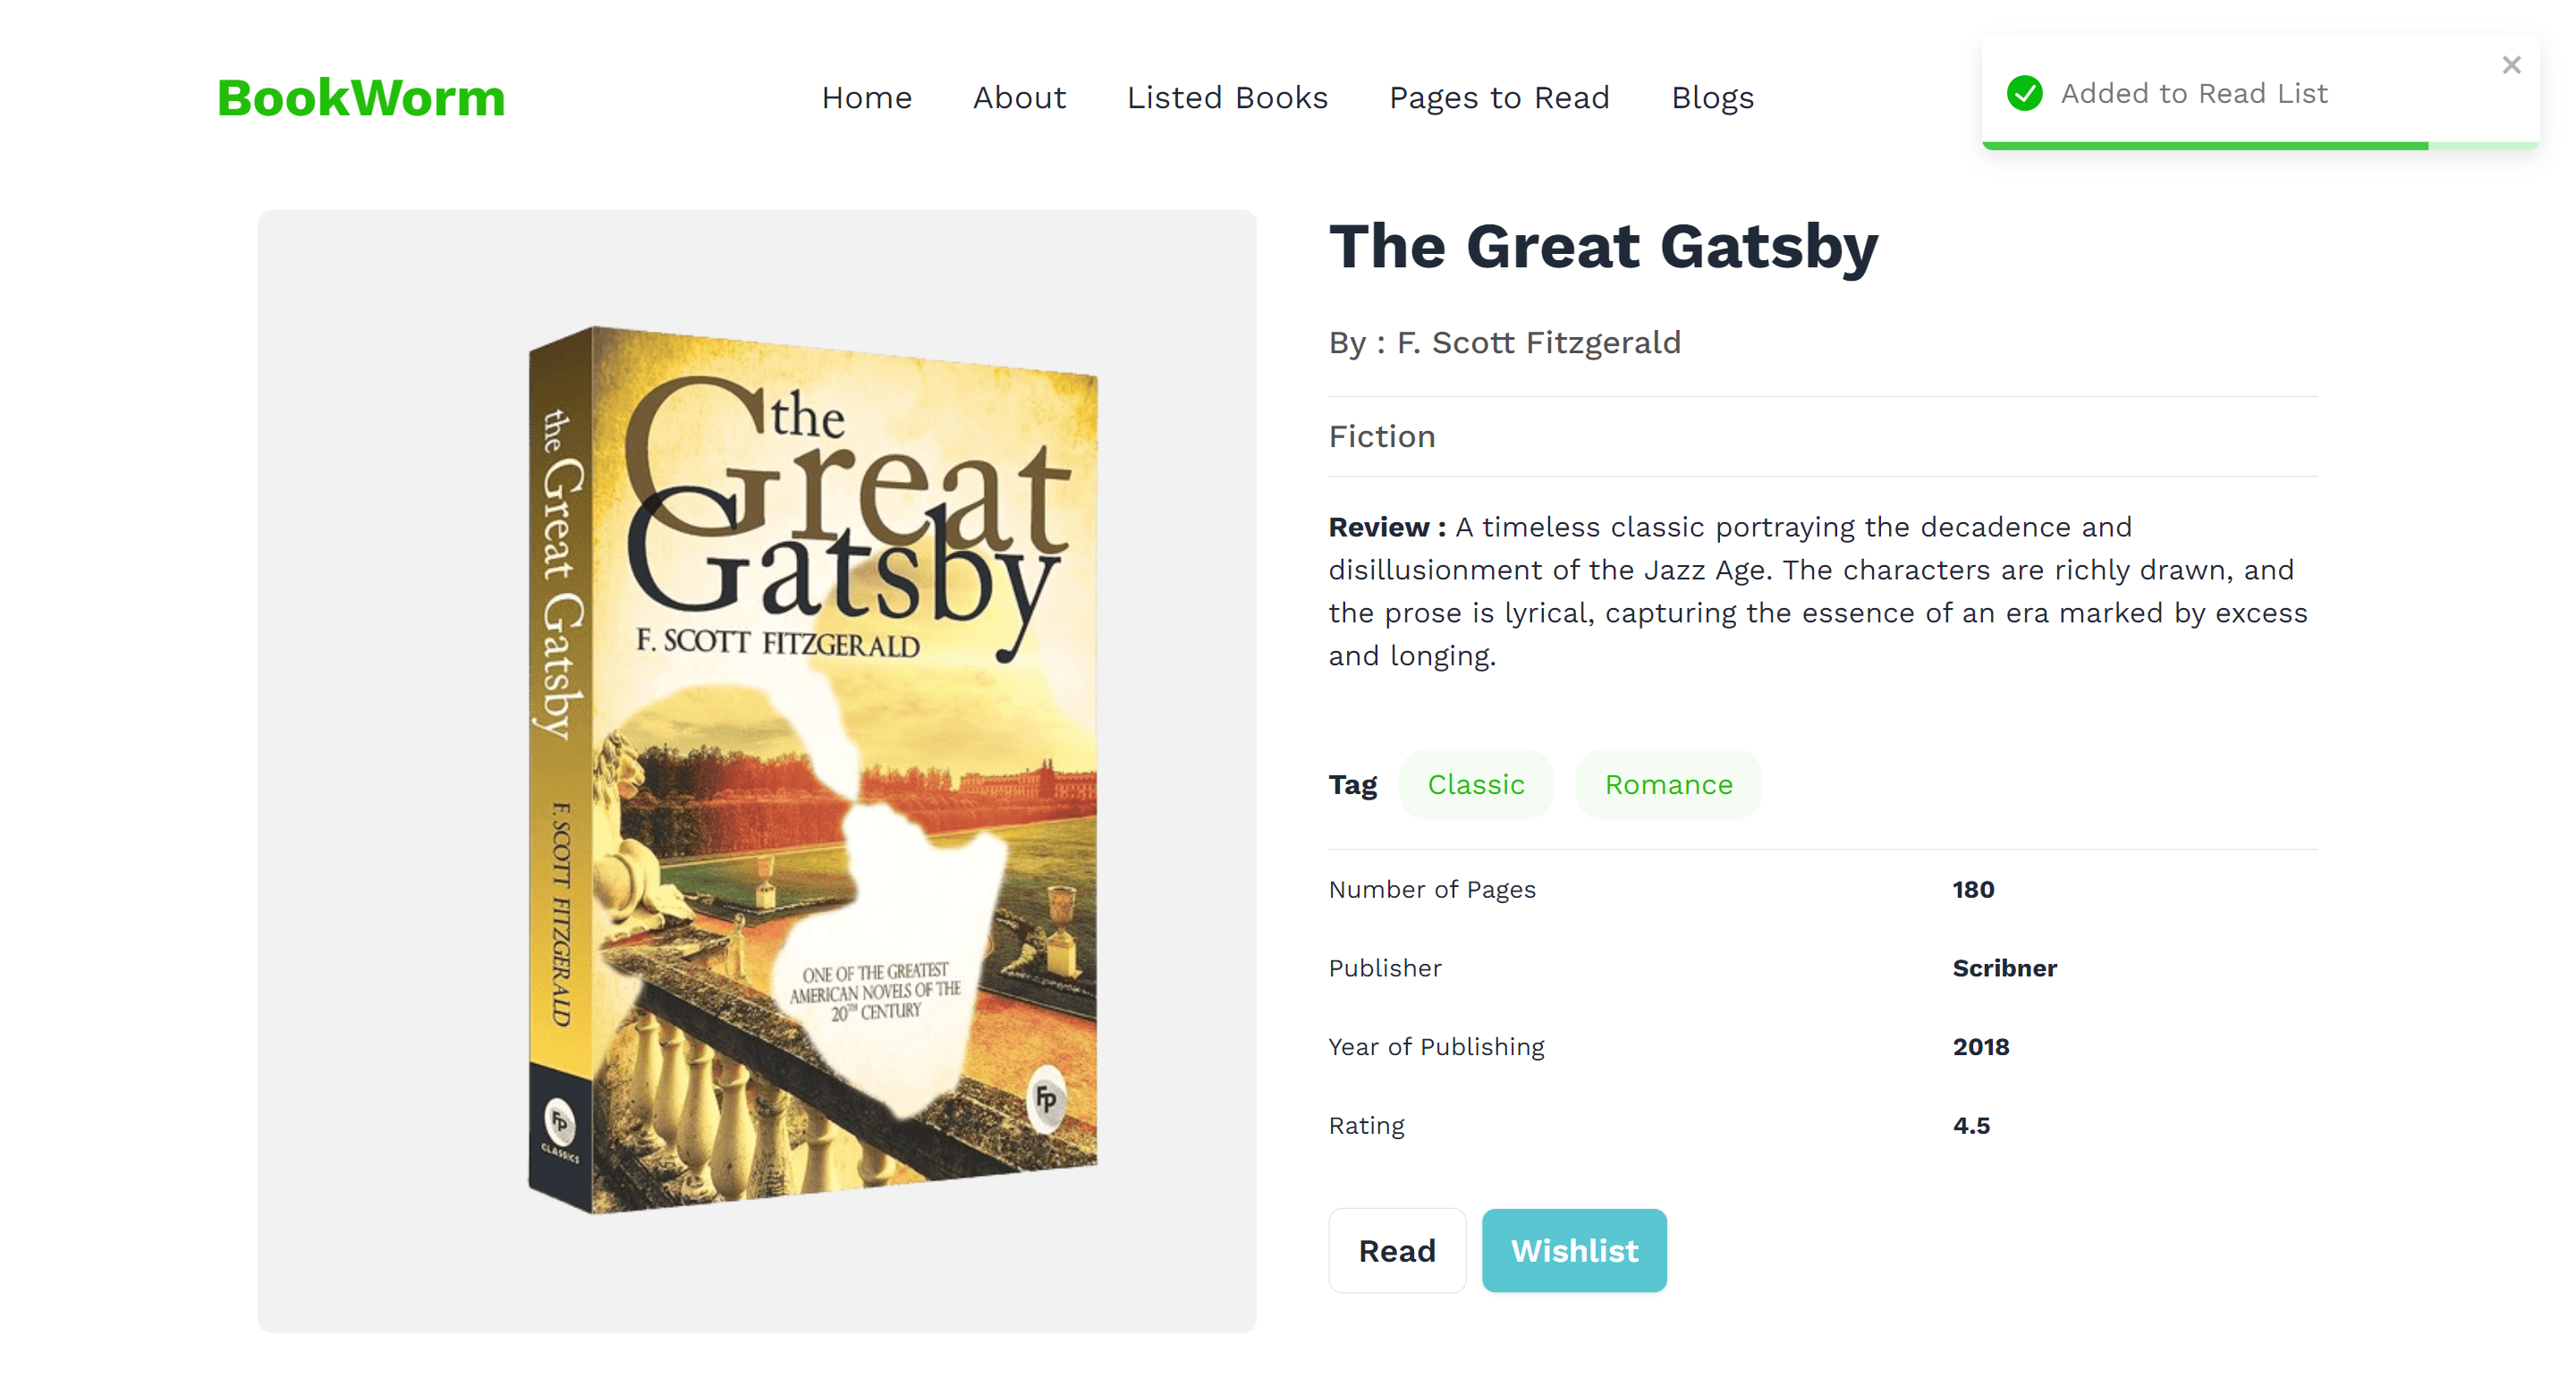 BookWorm
Home
About
Listed Books
Pages to Read
Blogs
Added to Read List
the Great Gatsby
F. SCOTT FITZGERALD
FP
CLASSICS
the
Great
Gatsby
F. SCOTT FITZGERALD
ONE OF THE GREATEST
AMERICAN NOVELS OF THE
20TH CENTURY
FP
The Great Gatsby
By : F. Scott Fitzgerald
Fiction
Review : A timeless classic portraying the decadence and
disillusionment of the Jazz Age. The characters are richly drawn, and
the prose is lyrical, capturing the essence of an era marked by excess
and longing.
Tag Classic Romance
Number of Pages 180
Publisher Scribner
Year of Publishing 2018
Rating 4.5
Read Wishlist